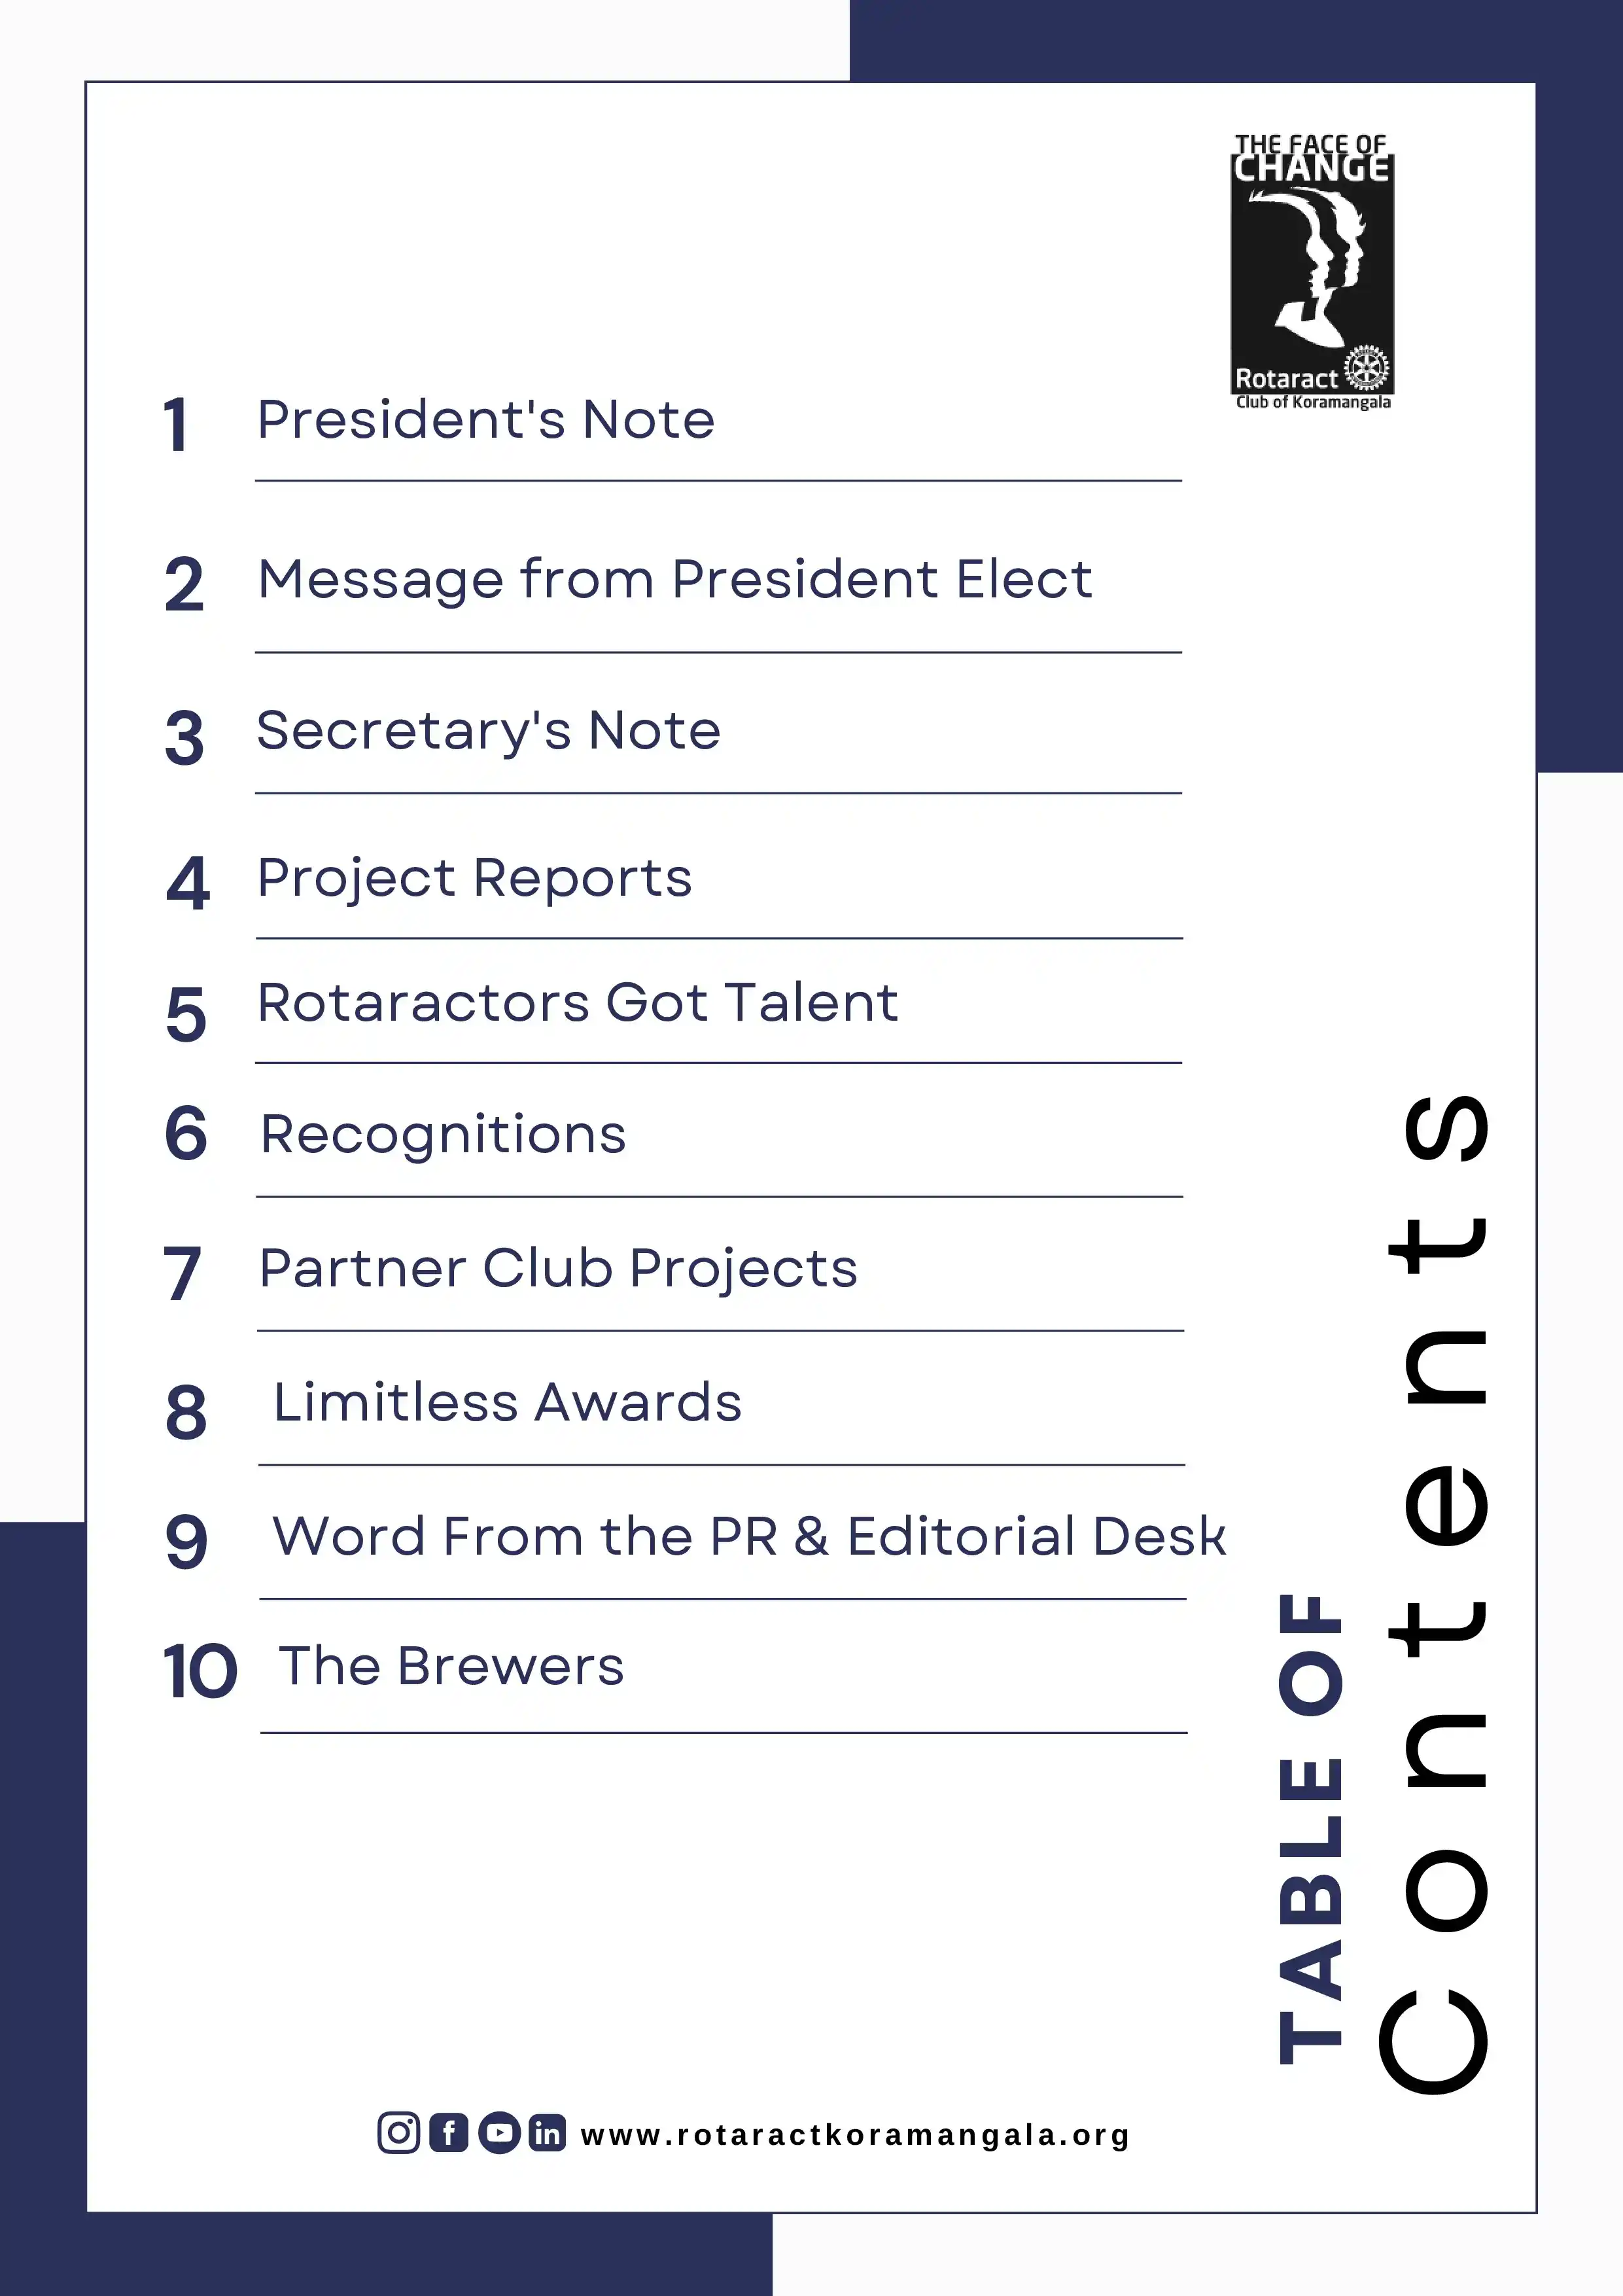 THE FACE OF
CHANGE
Rotaract
Club of Koramangala
1 President's Note
2 Message from President Elect
3 Secretary's Note
4 Project Reports
5 Rotaractors Got Talent
6 Recognitions
7 Partner Club Projects
8 Limitless Awards
9 Word From the PR & Editorial Desk
10 The Brewers
TABLE OF
Contents
www.rotaractkoramangala.org